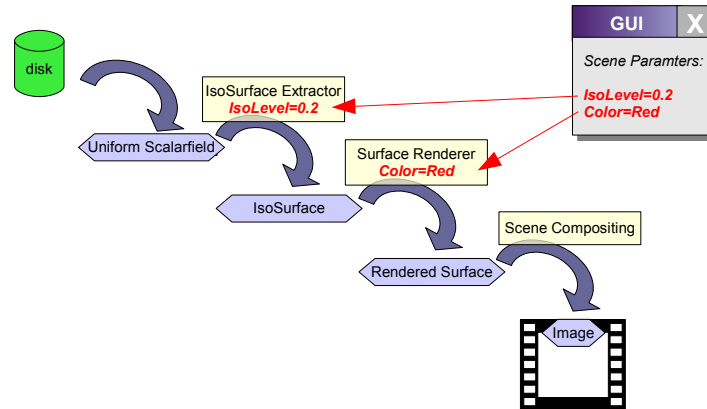 GUI
X
disk
Scene Paramters:
IsoSurface Extractor
IsoLevel=0.2
IsoLevel=0.2
Color=Red
Uniform Scalarfield
Surface Renderer
Color=Red
IsoSurface
Scene Compositing
Rendered Surface
Image